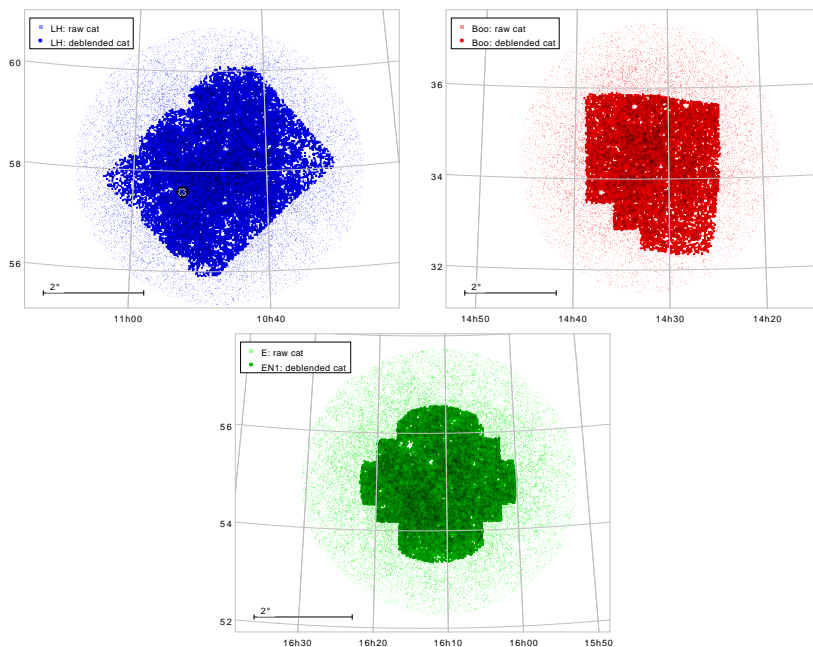 LH: raw cat
LH: deblended cat
60
58
56
2°
11h00
10h40
Boo: raw cat
Boo: deblended cat
36
34
32
2°
14h50
14h40
14h30
14h20
E: raw cat
EN1: deblended cat
56
54
52
2°
16h30
16h20
16h10
16h00
15h50